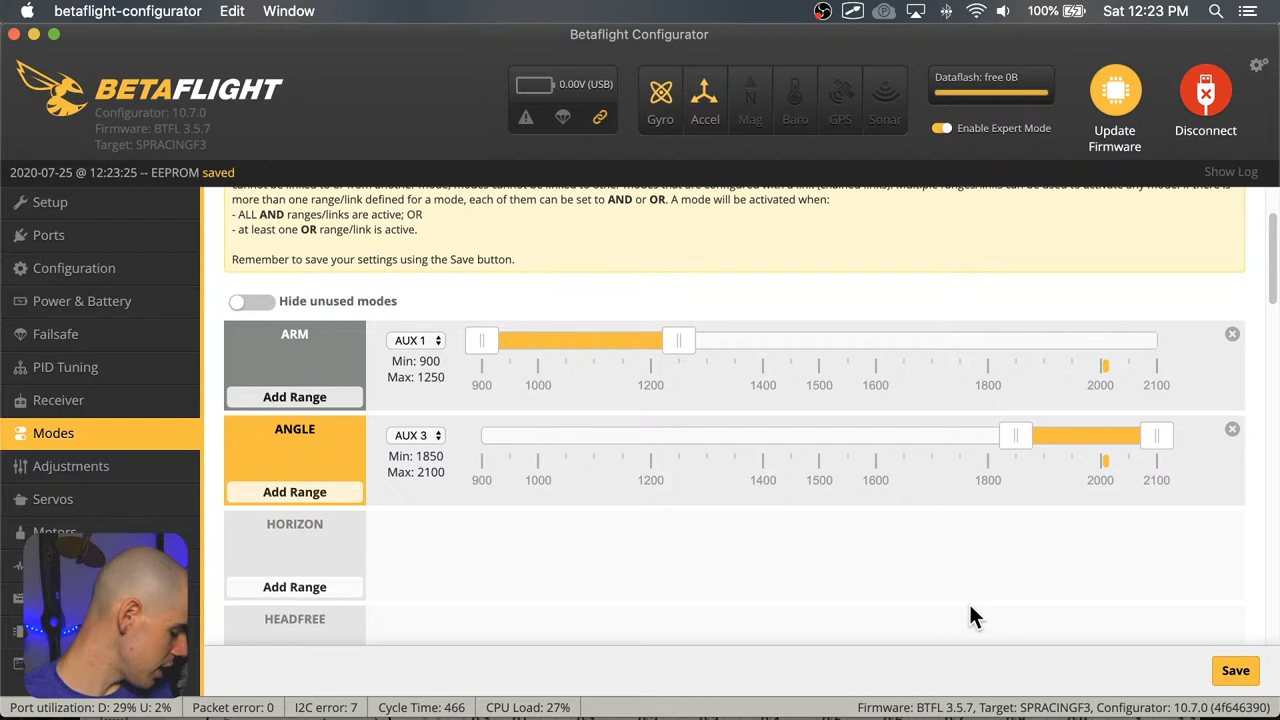 betaflight-configurator Edit Window 100% Sat 12:23 PM
Betaflight Configurator
BETAFLIGHT
Configurator: 10.7.0
Firmware: BTFL 3.5.7
Target: SPRACINGF3
0.00V (USB)
Gyro Accel Mag Baro GPS Sonar
Dataflash: free 0B
Enable Expert Mode
Update Firmware
Disconnect
2020-07-25 @ 12:23:25 -- EEPROM saved
Show Log
Setup
Ports
Configuration
Power & Battery
Failsafe
PID Tuning
Receiver
Modes
Adjustments
Servos
Motors
more than one range/link defined for a mode, each of them can be set to AND or OR. A mode will be activated when:
- ALL AND ranges/links are active; OR
- at least one OR range/link is active.
Remember to save your settings using the Save button.
Hide unused modes
ARM
Add Range
AUX 1
Min: 900
Max: 1250
900 1000 1200 1400 1500 1600 1800 2000 2100
ANGLE
Add Range
AUX 3
Min: 1850
Max: 2100
900 1000 1200 1400 1500 1600 1800 2000 2100
HORIZON
Add Range
HEADFREE
Save
Port utilization: D: 29% U: 2% Packet error: 0 I2C error: 7 Cycle Time: 466 CPU Load: 27% Firmware: BTFL 3.5.7, Target: SPRACINGF3, Configurator: 10.7.0 (4f646390)